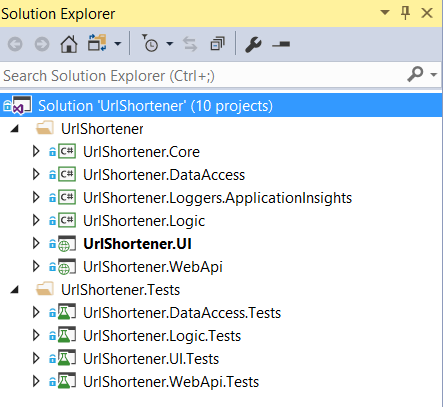 Solution Explorer
Search Solution Explorer (Ctrl+;)
Solution 'UrlShortener' (10 projects)
UrlShortener
C# UrlShortener.Core
C# UrlShortener.DataAccess
C# UrlShortener.Loggers.ApplicationInsights
C# UrlShortener.Logic
UrlShortener.UI
UrlShortener.WebApi
UrlShortener.Tests
UrlShortener.DataAccess.Tests
UrlShortener.Logic.Tests
UrlShortener.UI.Tests
UrlShortener.WebApi.Tests